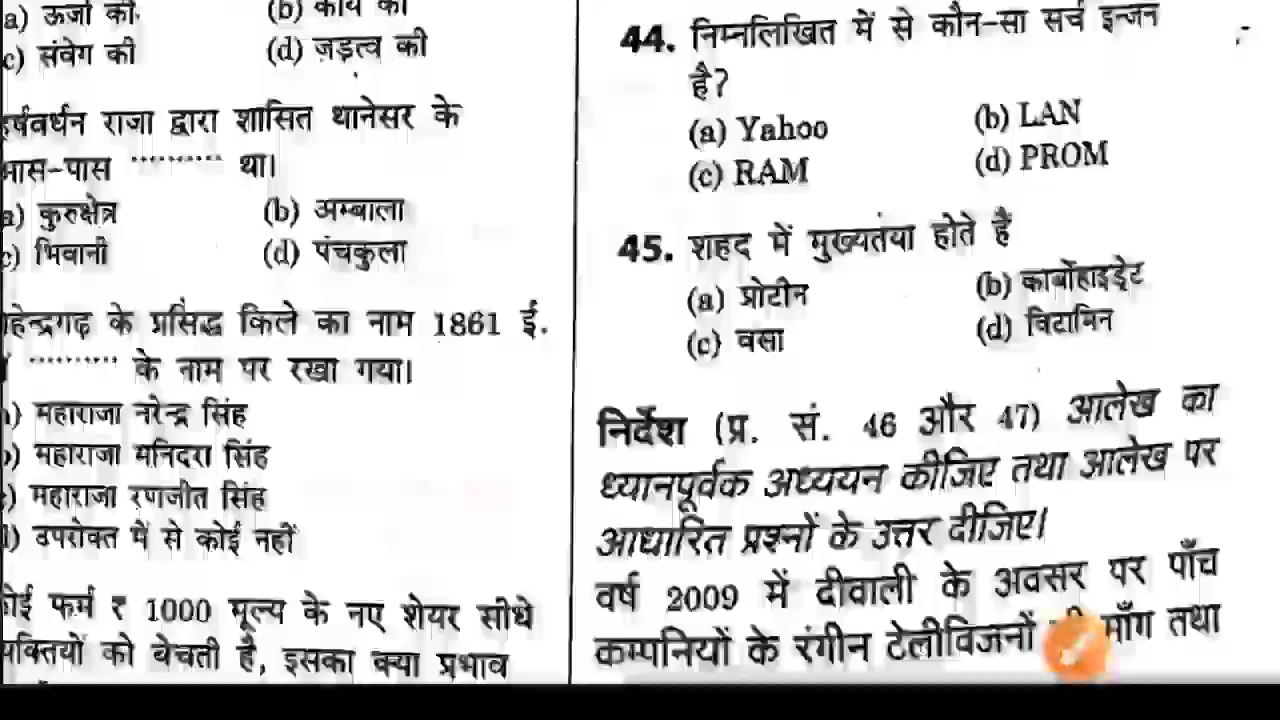 a) ऊर्जा की
(b) कार्य की
c) संवेग की
(d) ज़ड़त्व की
हर्षवर्धन राजा द्वारा शासित थानेसर के
आस-पास ......... था।
a) कुरुक्षेत्र
(b) अम्बाला
c) भिवानी
(d) पंचकुला
हेन्द्रगढ़ के प्रसिद्ध किले का नाम 1861 ई.
......... के नाम पर रखा गया।
) महाराजा नरेन्द्र सिंह
) महाराजा मनिदरा सिंह
) महाराजा रणजीत सिंह
) उपरोक्त में से कोई नहीं
ोई फर्म ₹ 1000 मूल्य के नए शेयर सीधे
व्यक्तियों को बेचती है, इसका क्या प्रभाव
44. निम्नलिखित में से कौन-सा सर्च इन्जन
है?
(a) Yahoo
(b) LAN
(c) RAM
(d) PROM
45. शहद में मुख्यतंया होते हैं
(a) प्रोटीन
(b) कार्बोहाइड्रेट
(c) वसा
(d) विटामिन
निर्देश (प्र. सं. 46 और 47) आलेख का
ध्यानपूर्वक अध्ययन कीजिए तथा आलेख पर
आधारित प्रश्नों के उत्तर दीजिए।
वर्ष 2009 में दीवाली के अवसर पर पाँच
कम्पनियों के रंगीन टेलीविजनों माँग तथा